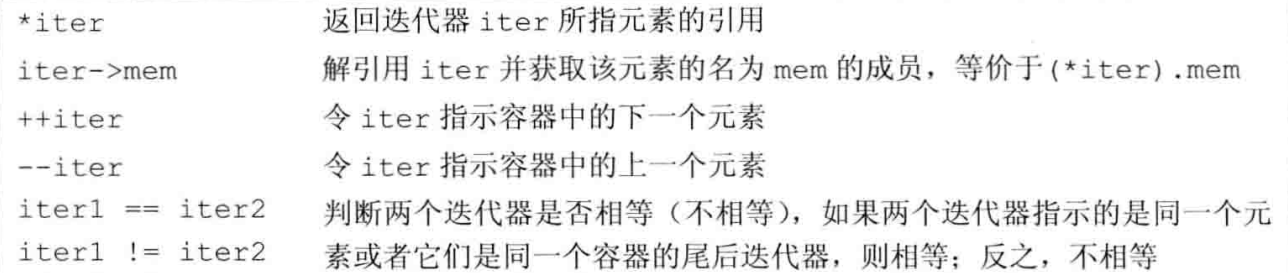 *iter 返回迭代器 iter 所指元素的引用
iter->mem 解引用 iter 并获取该元素的名为 mem 的成员，等价于(*iter).mem
++iter 令 iter 指示容器中的下一个元素
--iter 令 iter 指示容器中的上一个元素
iter1 == iter2 判断两个迭代器是否相等（不相等），如果两个迭代器指示的是同一个元
iter1 != iter2 素或者它们是同一个容器的尾后迭代器，则相等；反之，不相等